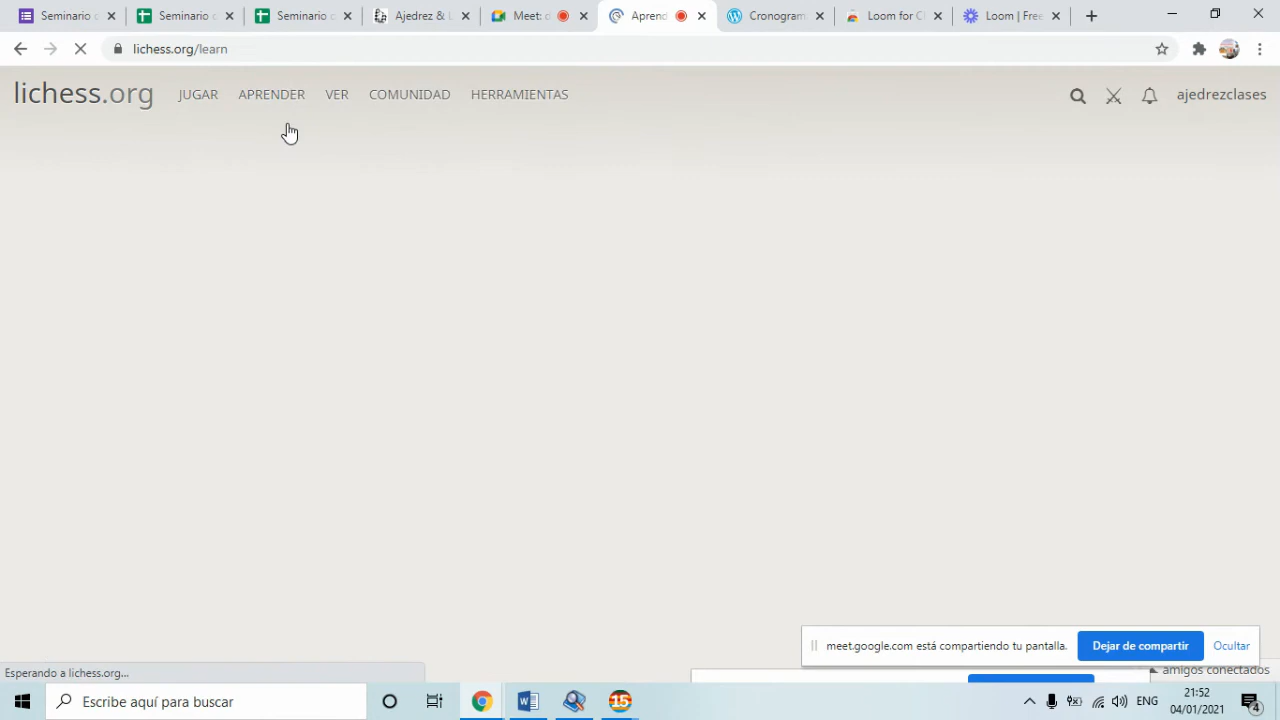 Seminario c
Seminario c
Seminario c
Ajedrez & L
Meet: d
Aprend
Cronogram
Loom for C
Loom | Free
lichess.org/learn
lichess.org JUGAR APRENDER VER COMUNIDAD HERRAMIENTAS ajedrezclases
meet.google.com está compartiendo tu pantalla. Dejar de compartir Ocultar
Esperando a lichess.org...
amigos conectados
Escribe aquí para buscar
15
ENG
21:52
04/01/2021
4